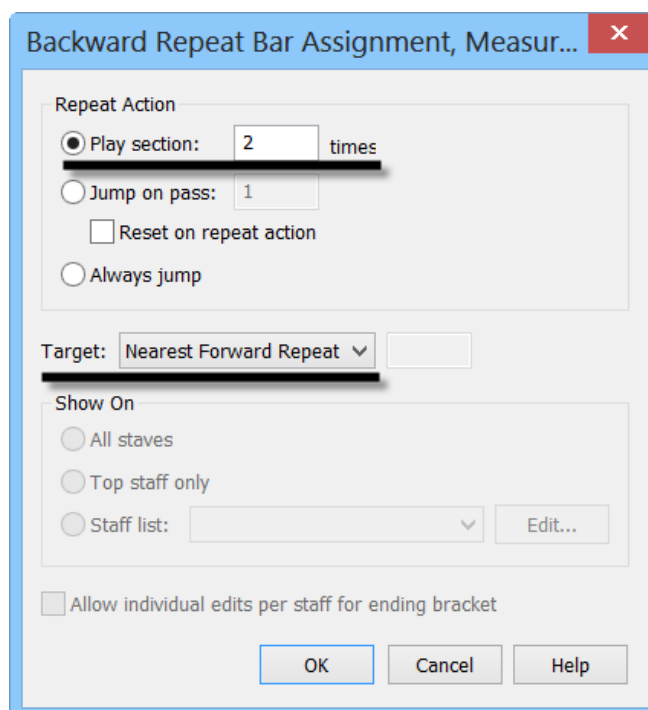 Backward Repeat Bar Assignment, Measur...
Repeat Action
Play section: 2 times
Jump on pass: 1
Reset on repeat action
Always jump
Target: Nearest Forward Repeat
Show On
All staves
Top staff only
Staff list: Edit...
Allow individual edits per staff for ending bracket
OK Cancel Help